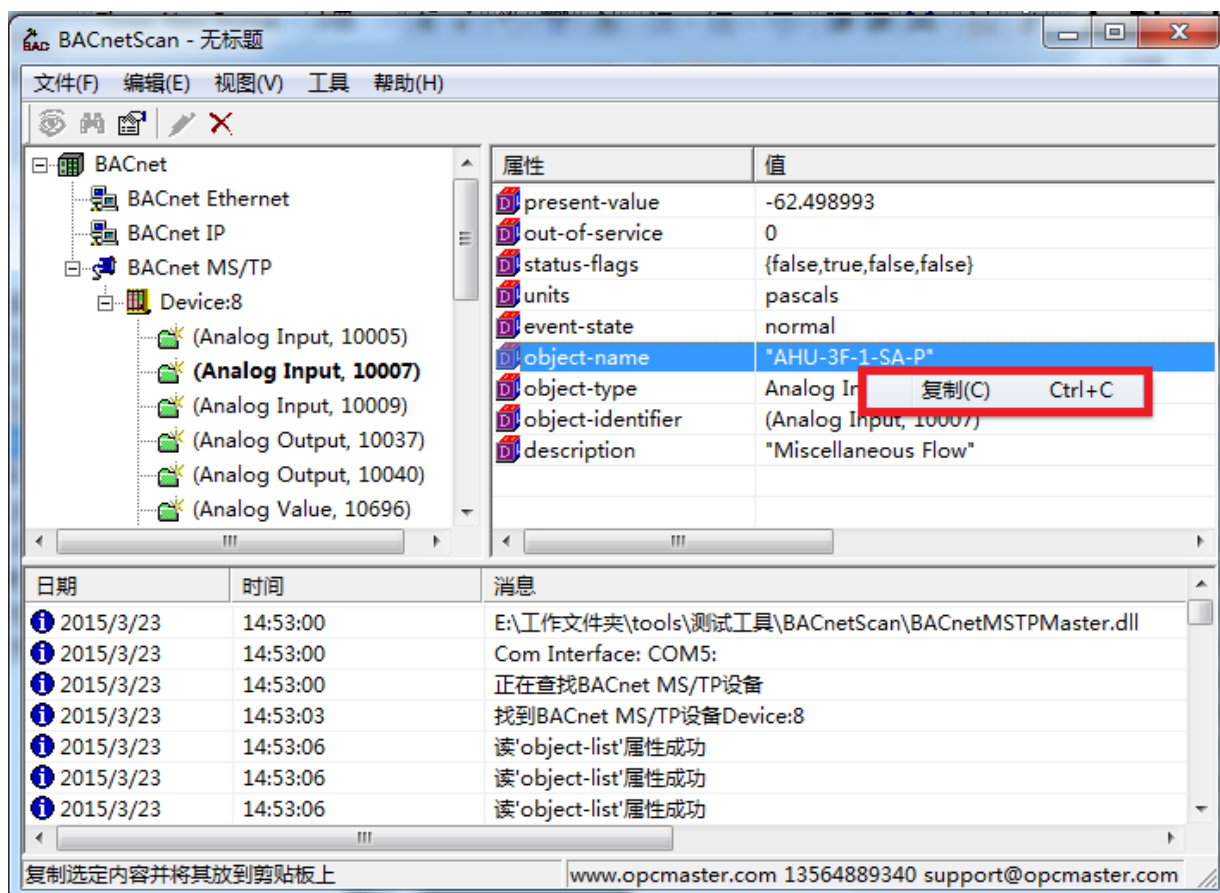 BACnetScan - 无标题
文件(F) 编辑(E) 视图(V) 工具 帮助(H)
BACnet
BACnet Ethernet
BACnet IP
BACnet MS/TP
Device:8
(Analog Input, 10005)
(Analog Input, 10007)
(Analog Input, 10009)
(Analog Output, 10037)
(Analog Output, 10040)
(Analog Value, 10696)
属性 值
present-value -62.498993
out-of-service 0
status-flags {false,true,false,false}
units pascals
event-state normal
object-name "AHU-3F-1-SA-P"
object-type Analog In
复制(C) Ctrl+C
object-identifier (Analog Input, 10007)
description "Miscellaneous Flow"
日期 时间 消息
2015/3/23 14:53:00 E:\工作文件夹\tools\测试工具\BACnetScan\BACnetMSTPMaster.dll
2015/3/23 14:53:00 Com Interface: COM5:
2015/3/23 14:53:00 正在查找BACnet MS/TP设备
2015/3/23 14:53:03 找到BACnet MS/TP设备Device:8
2015/3/23 14:53:06 读'object-list'属性成功
2015/3/23 14:53:06 读'object-list'属性成功
2015/3/23 14:53:06 读'object-list'属性成功
复制选定内容并将其放到剪贴板上 www.opcmaster.com 13564889340 support@opcmaster.com